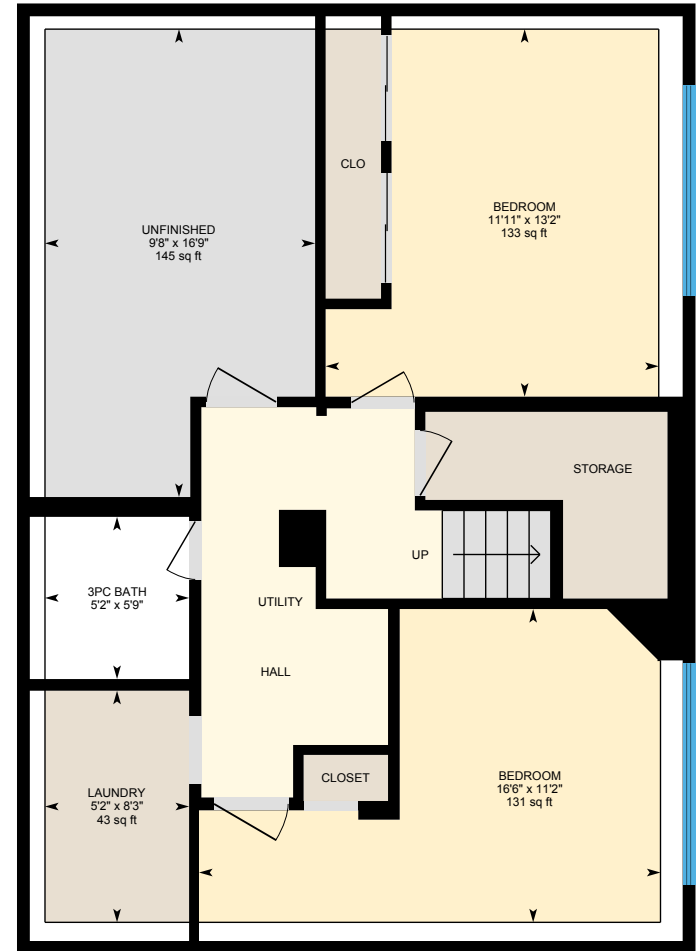 CLO
BEDROOM
11'11" x 13'2"
133 sq ft
UNFINISHED
9'8" x 16'9"
145 sq ft
STORAGE
UP
3PC BATH
5'2" x 5'9"
UTILITY
HALL
CLOSET
BEDROOM
16'6" x 11'2"
131 sq ft
LAUNDRY
5'2" x 8'3"
43 sq ft